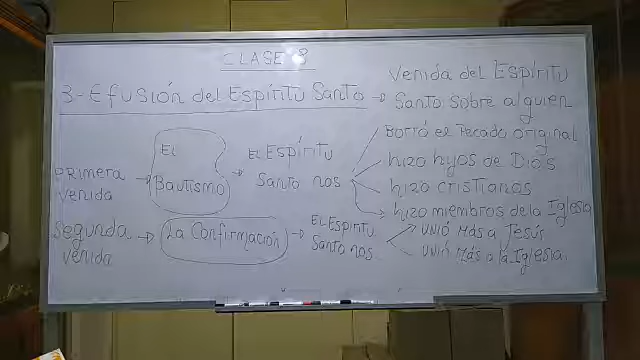 CLASE 8
3- Efusión del Espíritu Santo → Venida del Espíritu
Santo sobre alguien
Primera
venida → El
Bautismo → El Espíritu
Santo nos
Borró el Pecado original
hizo hijos de Dios
hizo cristianos
hizo miembros de la Iglesia
Segunda
venida → La Confirmación → El Espíritu
Santo nos
unió Más a Jesús
unió Más a la Iglesia